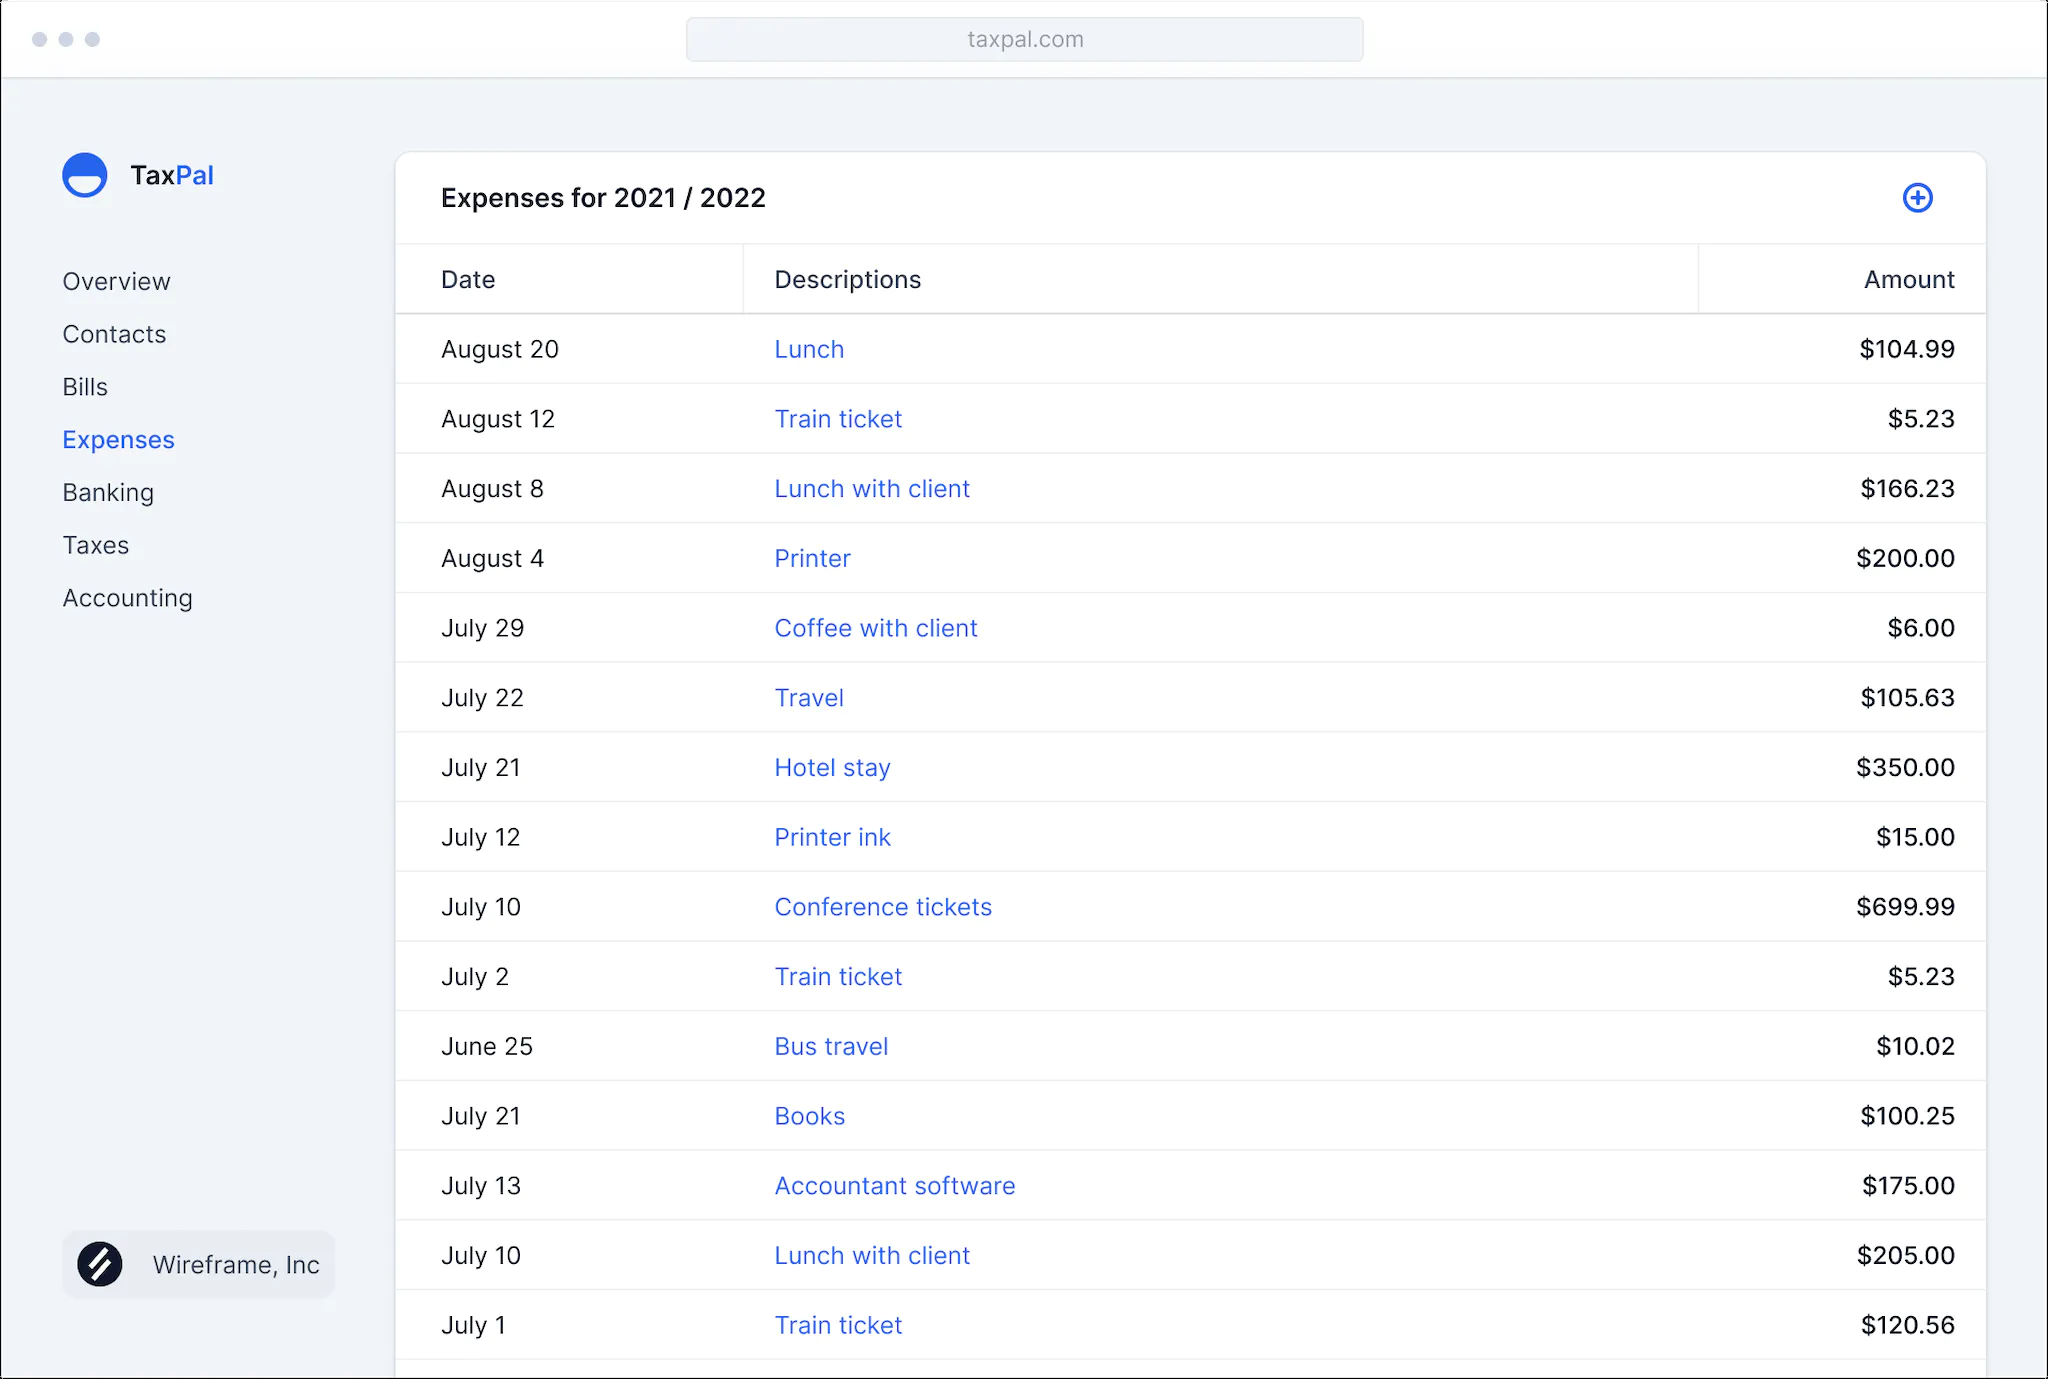 taxpal.com
TaxPal
Overview
Contacts
Bills
Expenses
Banking
Taxes
Accounting
Wireframe, Inc
Expenses for 2021 / 2022
Date Descriptions Amount
August 20 Lunch $104.99
August 12 Train ticket $5.23
August 8 Lunch with client $166.23
August 4 Printer $200.00
July 29 Coffee with client $6.00
July 22 Travel $105.63
July 21 Hotel stay $350.00
July 12 Printer ink $15.00
July 10 Conference tickets $699.99
July 2 Train ticket $5.23
June 25 Bus travel $10.02
July 21 Books $100.25
July 13 Accountant software $175.00
July 10 Lunch with client $205.00
July 1 Train ticket $120.56